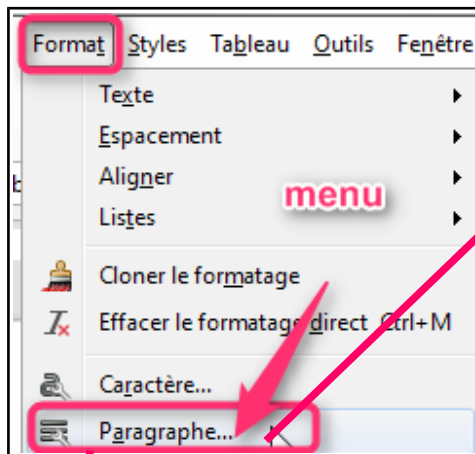 Format Styles Tableau Outils Fenêtre
Texte
Espacement
Aligner
menu
Listes
Cloner le formatage
Effacer le formatage direct Ctrl+M
Caractère...
Paragraphe...